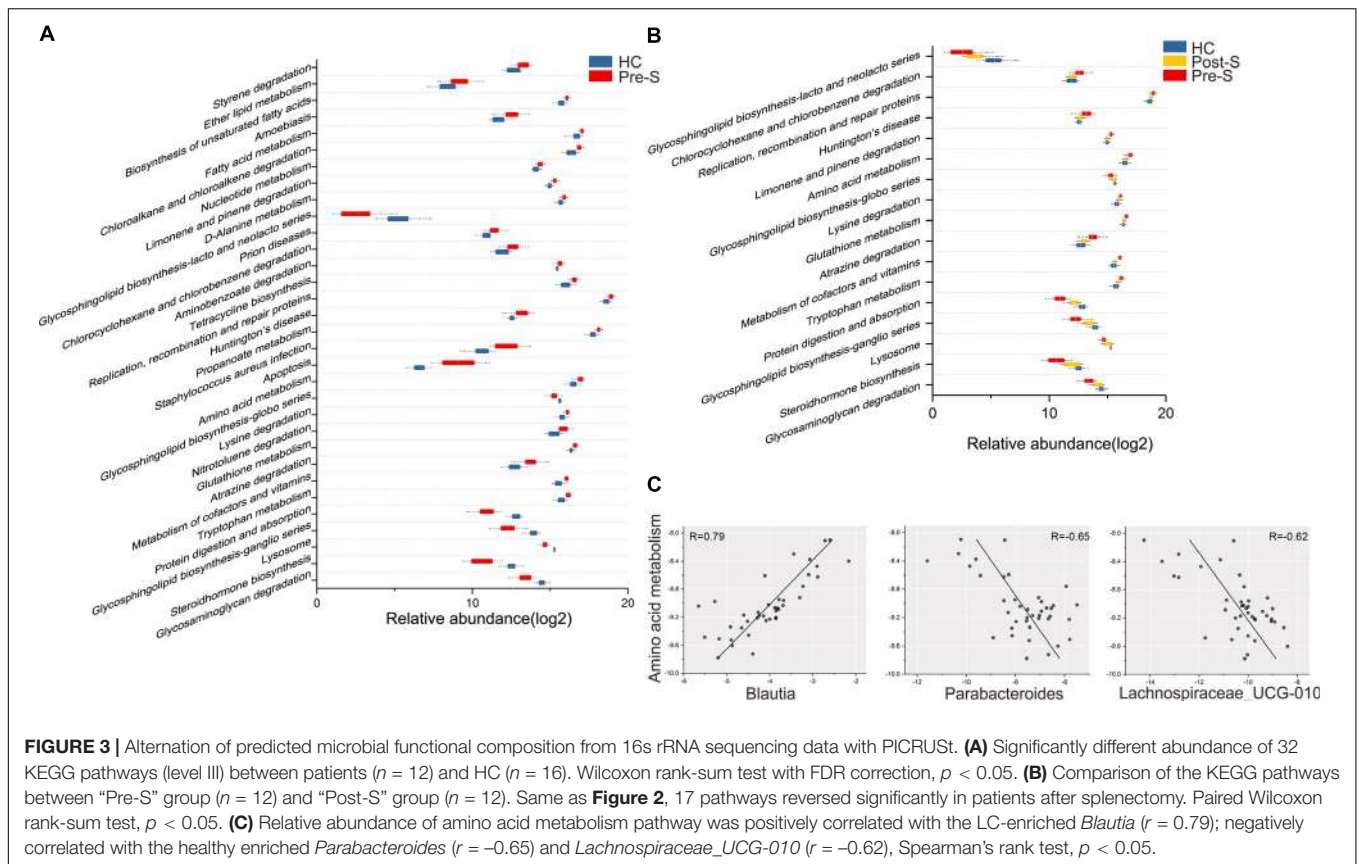 A
HC
Pre-S
Styrene degradation
Ether lipid metabolism
Biosynthesis of unsaturated fatty acids
Amoebiasis
Fatty acid metabolism
Chloroalkane and chloroalkene degradation
Nucleotide metabolism
Limonene and pinene degradation
D-Alanine metabolism
Glycosphingolipid biosynthesis-lacto and neolacto series
Prion diseases
Chlorocyclohexane and chlorobenzene degradation
Aminobenzoate degradation
Tetracycline biosynthesis
Replication, recombination and repair proteins
Huntington's disease
Propanoate metabolism
Staphylococcus aureus infection
Apoptosis
Amino acid metabolism
Glycosphingolipid biosynthesis-globo series
Lysine degradation
Nitrotoluene degradation
Glutathione metabolism
Atrazine degradation
Metabolism of cofactors and vitamins
Tryptophan metabolism
Protein digestion and absorption
Glycosphingolipid biosynthesis-ganglio series
Lysosome
Steroidhormone biosynthesis
Glycosaminoglycan degradation
0 10 20
Relative abundance(log2)
B
HC
Post-S
Pre-S
Glycosphingolipid biosynthesis-lacto and neolacto series
Chlorocyclohexane and chlorobenzene degradation
Replication, recombination and repair proteins
Huntington's disease
Limonene and pinene degradation
Amino acid metabolism
Glycosphingolipid biosynthesis-globo series
Lysine degradation
Glutathione metabolism
Atrazine degradation
Metabolism of cofactors and vitamins
Tryptophan metabolism
Protein digestion and absorption
Glycosphingolipid biosynthesis-ganglio series
Lysosome
Steroidhormone biosynthesis
Glycosaminoglycan degradation
0 10 20
Relative abundance(log2)
C
Amino acid metabolism
R=0.79
Blautia
R=-0.65
-12 -10 -8
Parabacteroides
R=-0.62
-14 -12 -10 -8
Lachnospiraceae_UCG-010
FIGURE 3 | Alternation of predicted microbial functional composition from 16s rRNA sequencing data with PICRUSt. (A) Significantly different abundance of 32
KEGG pathways (level III) between patients (n = 12) and HC (n = 16). Wilcoxon rank-sum test with FDR correction, p < 0.05. (B) Comparison of the KEGG pathways
between “Pre-S” group (n = 12) and “Post-S” group (n = 12). Same as Figure 2, 17 pathways reversed significantly in patients after splenectomy. Paired Wilcoxon
rank-sum test, p < 0.05. (C) Relative abundance of amino acid metabolism pathway was positively correlated with the LC-enriched Blautia (r = 0.79); negatively
correlated with the healthy enriched Parabacteroides (r = –0.65) and Lachnospiraceae_UCG-010 (r = –0.62), Spearman’s rank test, p < 0.05.